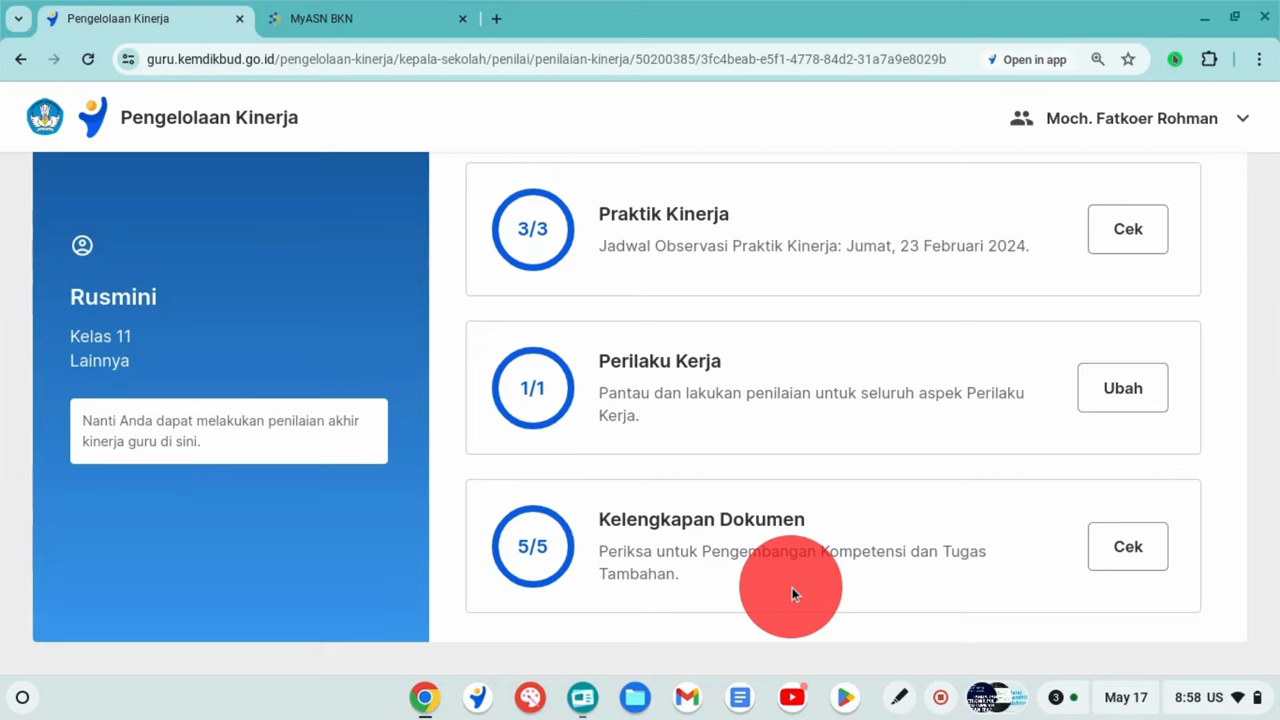 Pengelolaan Kinerja
MyASN BKN
guru.kemdikbud.go.id/pengelolaan-kinerja/kepala-sekolah/penilai/penilaian-kinerja/50200385/3fc4beab-e5f1-4778-84d2-31a7a9e8029b
Open in app
Pengelolaan Kinerja
Moch. Fatkoer Rohman
Rusmini
Kelas 11
Lainnya
Nanti Anda dapat melakukan penilaian akhir
kinerja guru di sini.
3/3
Praktik Kinerja
Jadwal Observasi Praktik Kinerja: Jumat, 23 Februari 2024.
Cek
1/1
Perilaku Kerja
Pantau dan lakukan penilaian untuk seluruh aspek Perilaku
Kerja.
Ubah
5/5
Kelengkapan Dokumen
Periksa untuk Pengembangan Kompetensi dan Tugas
Tambahan.
Cek
3
May 17
8:58 US